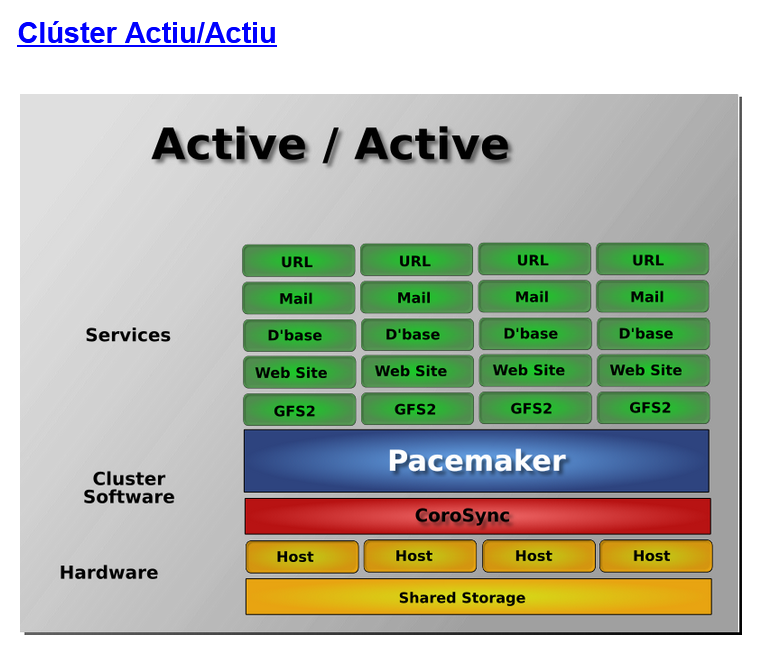 Clúster Actiu/Actiu
Active / Active
URL URL URL URL
Mail Mail Mail Mail
Services
D'base D'base D'base D'base
Web Site Web Site Web Site Web Site
GFS2 GFS2 GFS2 GFS2
Pacemaker
Cluster
Software
CoroSync
Host Host Host Host
Hardware
Shared Storage